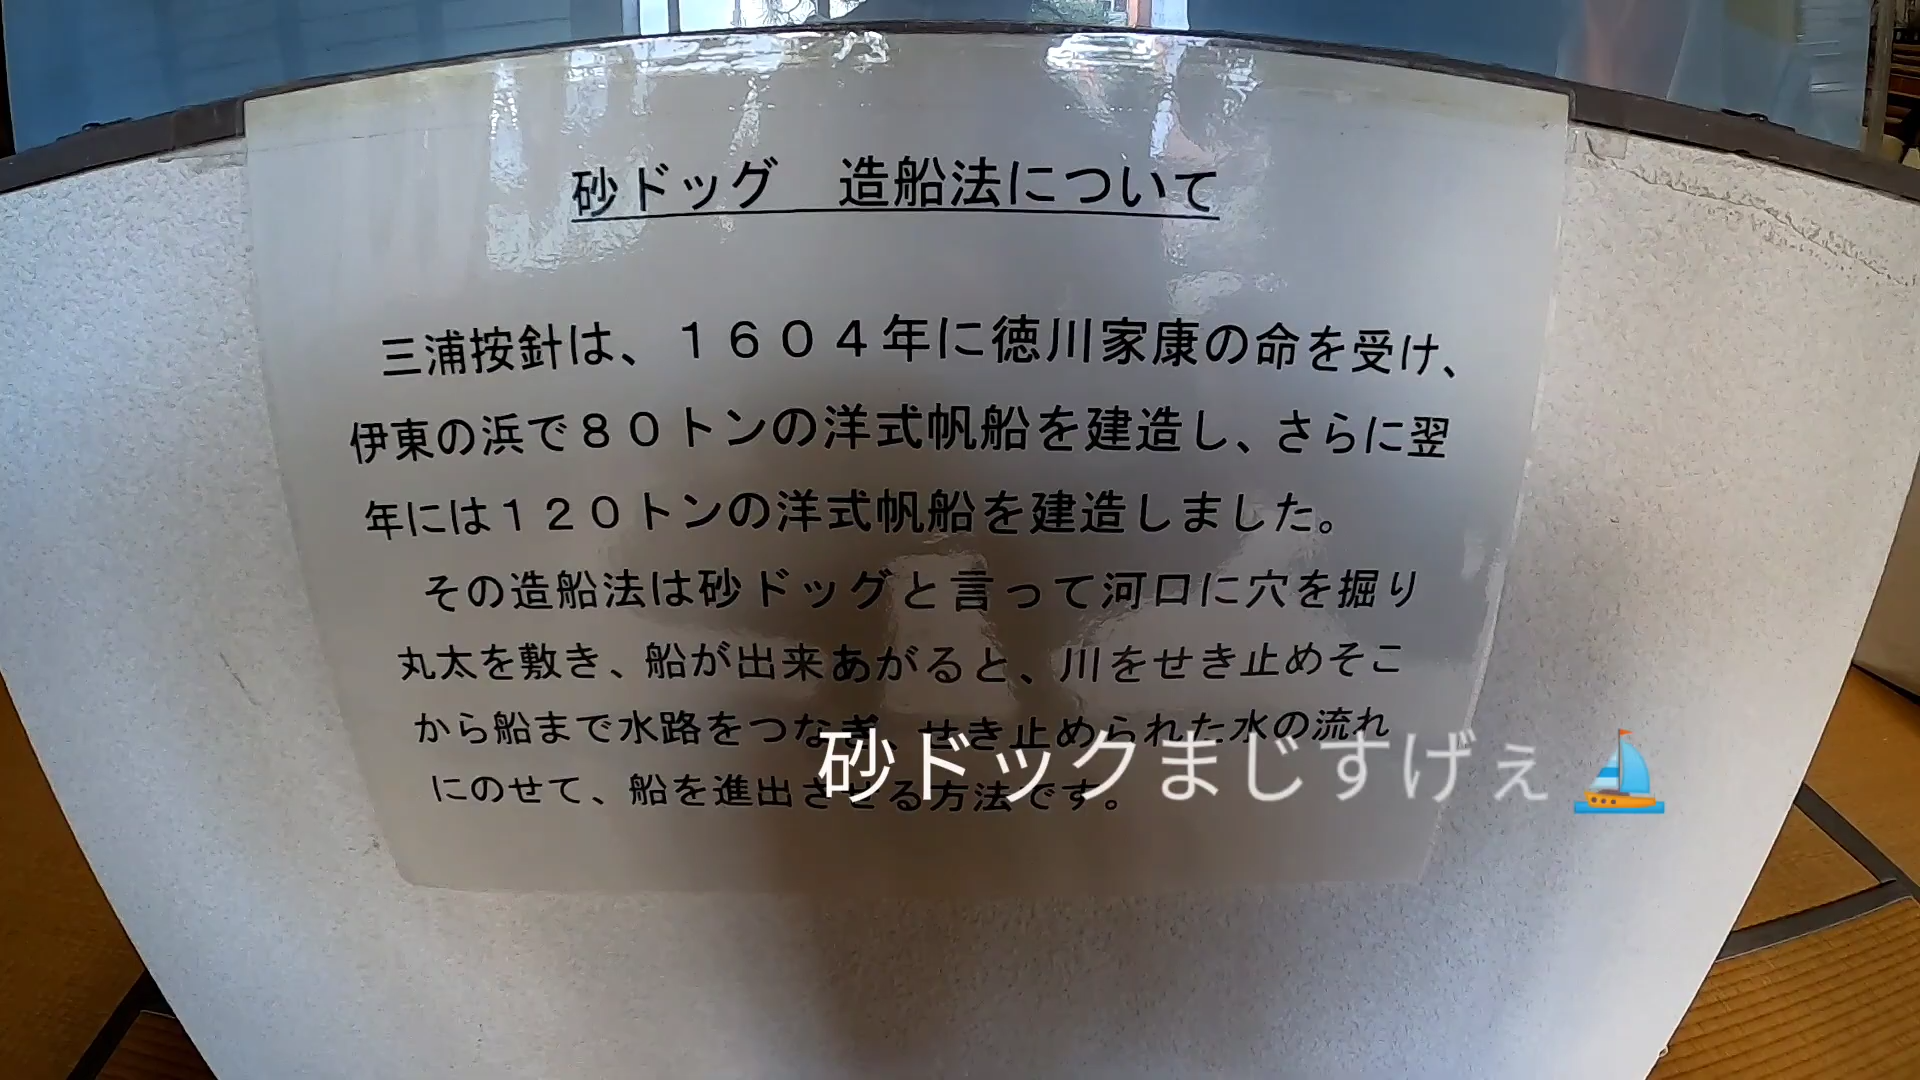 砂ドッグ　造船法について
三浦按針は、１６０４年に徳川家康の命を受け、
伊東の浜で８０トンの洋式帆船を建造し、さらに翌
年には１２０トンの洋式帆船を建造しました。
その造船法は砂ドッグと言って河口に穴を掘り
丸太を敷き、船が出来あがると、川をせき止めそこ
から船まで水路をつなぎ、せき止められた水の流れ
にのせて、船を進出させる方法です。
砂ドックまじすげぇ⛵